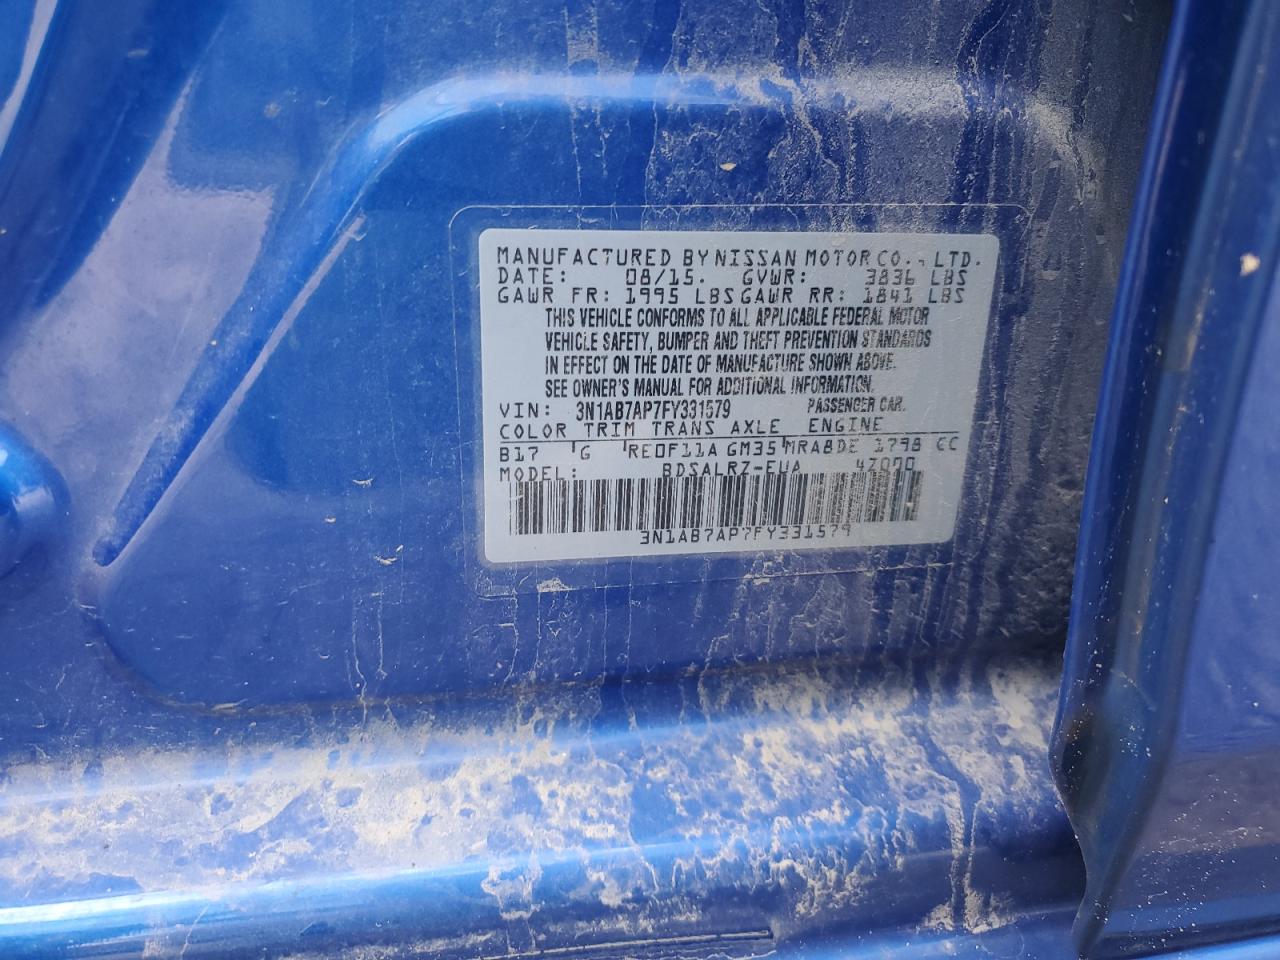 MANUFACTURED BY NISSAN MOTOR CO., LTD.
DATE: 08/15. GVWR: 3836 LBS
GAWR FR: 1995 LBS GAWR RR: 1841 LBS
THIS VEHICLE CONFORMS TO ALL APPLICABLE FEDERAL MOTOR
VEHICLE SAFETY, BUMPER AND THEFT PREVENTION STANDARDS
IN EFFECT ON THE DATE OF MANUFACTURE SHOWN ABOVE.
SEE OWNER'S MANUAL FOR ADDITIONAL INFORMATION.
VIN: 3N1AB7AP7FY331579 PASSENGER CAR.
COLOR TRIM TRANS AXLE ENGINE
B17 G RE0F11A GM35 MRA8DE 1798 CC
MODEL: BDSALRZ-EUA 4Z070
3N1AB7AP7FY331579